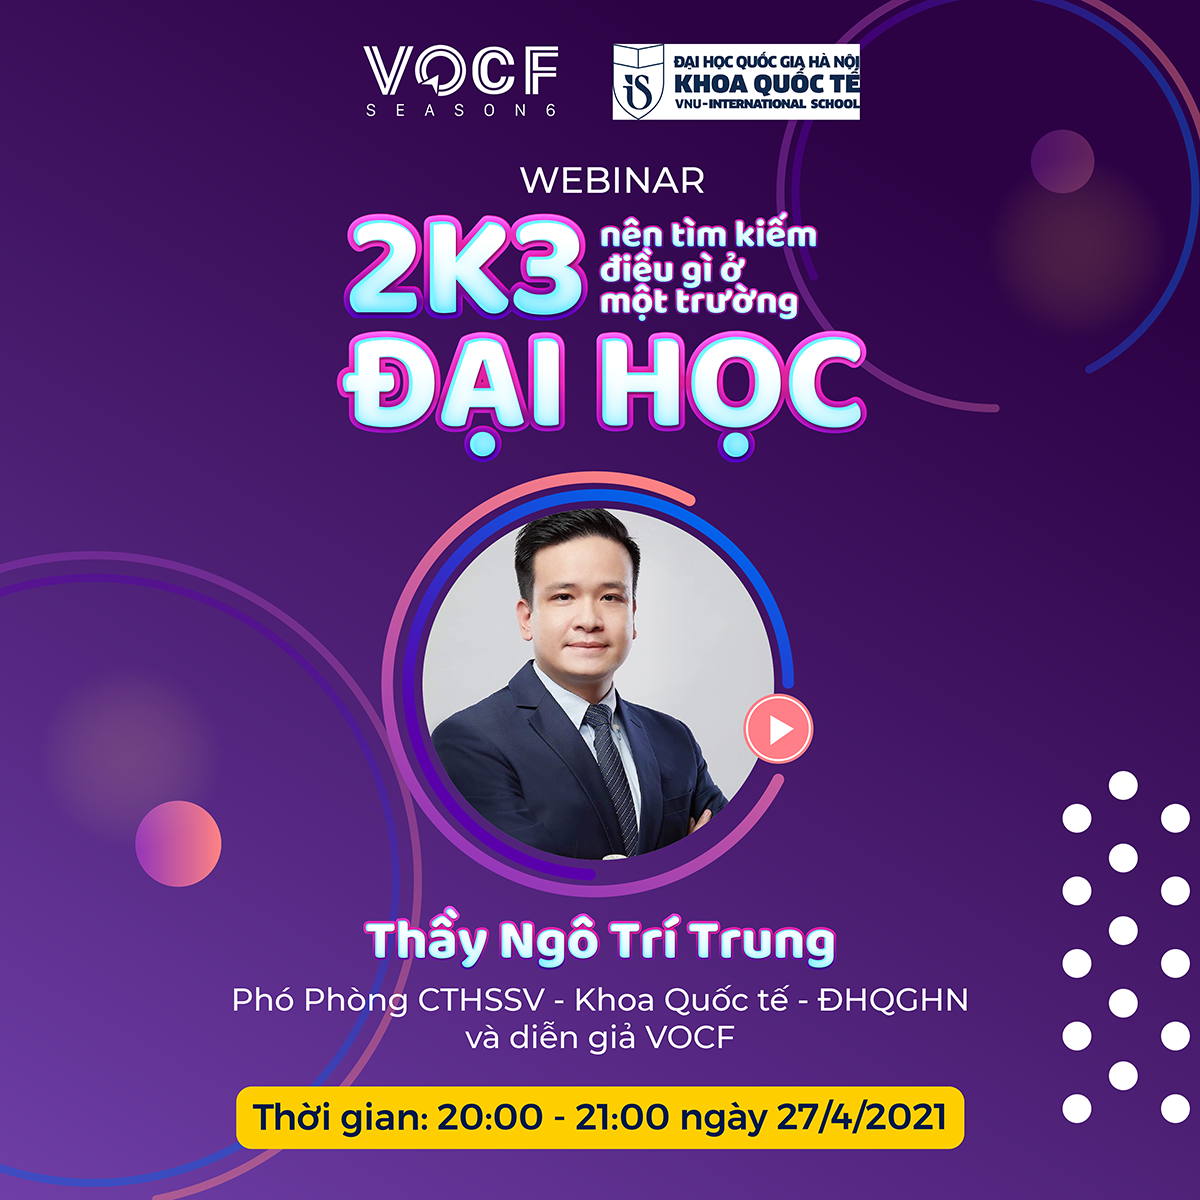 VOCF
SEASON 6
iS
ĐẠI HỌC QUỐC GIA HÀ NỘI
KHOA QUỐC TẾ
VNU-INTERNATIONAL SCHOOL
WEBINAR
2K3
nên tìm kiếm
điều gì ở
một trường
ĐẠI HỌC
Thầy Ngô Trí Trung
Phó Phòng CTHSSV - Khoa Quốc tế - ĐHQGHN
và diễn giả VOCF
Thời gian: 20:00 - 21:00 ngày 27/4/2021